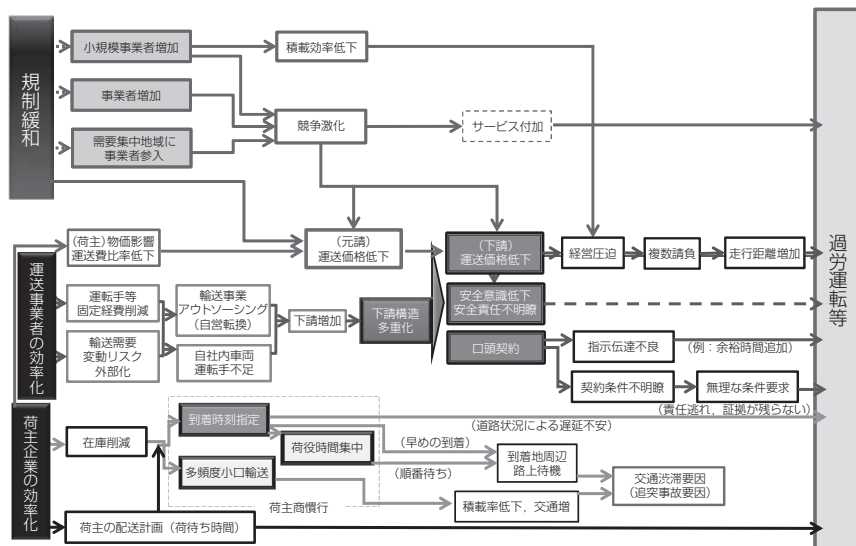 規制緩和
小規模事業者増加
積載効率低下
事業者増加
競争激化
サービス付加
需要集中地域に
事業者参入
過労運転等
運送事業者の効率化
(荷主)物価影響
運送費比率低下
(元請)
運送価格低下
(下請)
運送価格低下
経営圧迫
複数請負
走行距離増加
運転手等
固定経費削減
輸送事業
アウトソーシング
(自営転換)
下請増加
下請構造
多重化
安全意識低下
安全責任不明瞭
輸送需要
変動リスク
外部化
自社内車両
運転手不足
口頭契約
指示伝達不良
(例:余裕時間追加)
契約条件不明瞭
無理な条件要求
(責任逃れ,証拠が残らない)
荷主企業の効率化
在庫削減
到着時刻指定
(道路状況による遅延不安)
荷役時間集中
(早めの到着)
到着地周辺
路上待機
多頻度小口輸送
(順番待ち)
交通渋滞要因
(追突事故要因)
荷主商慣行
積載率低下,交通増
荷主の配送計画(荷待ち時間)